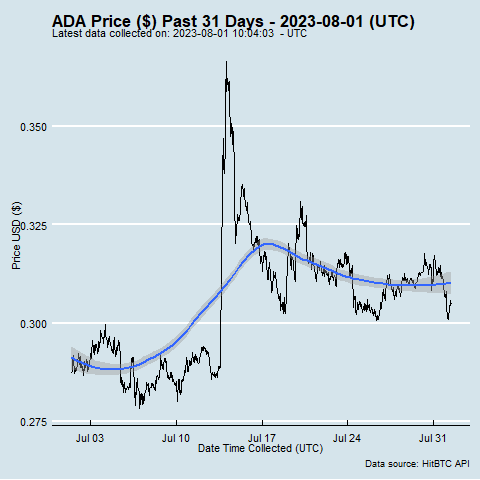 ADA Price ($) Past 31 Days - 2023-08-01 (UTC)
Latest data collected on: 2023-08-01 10:04:03  - UTC
0.350
0.325
0.300
0.275
Price USD ($)
Jul 03
Jul 10
Jul 17
Jul 24
Jul 31
Date Time Collected (UTC)
Data source: HitBTC API